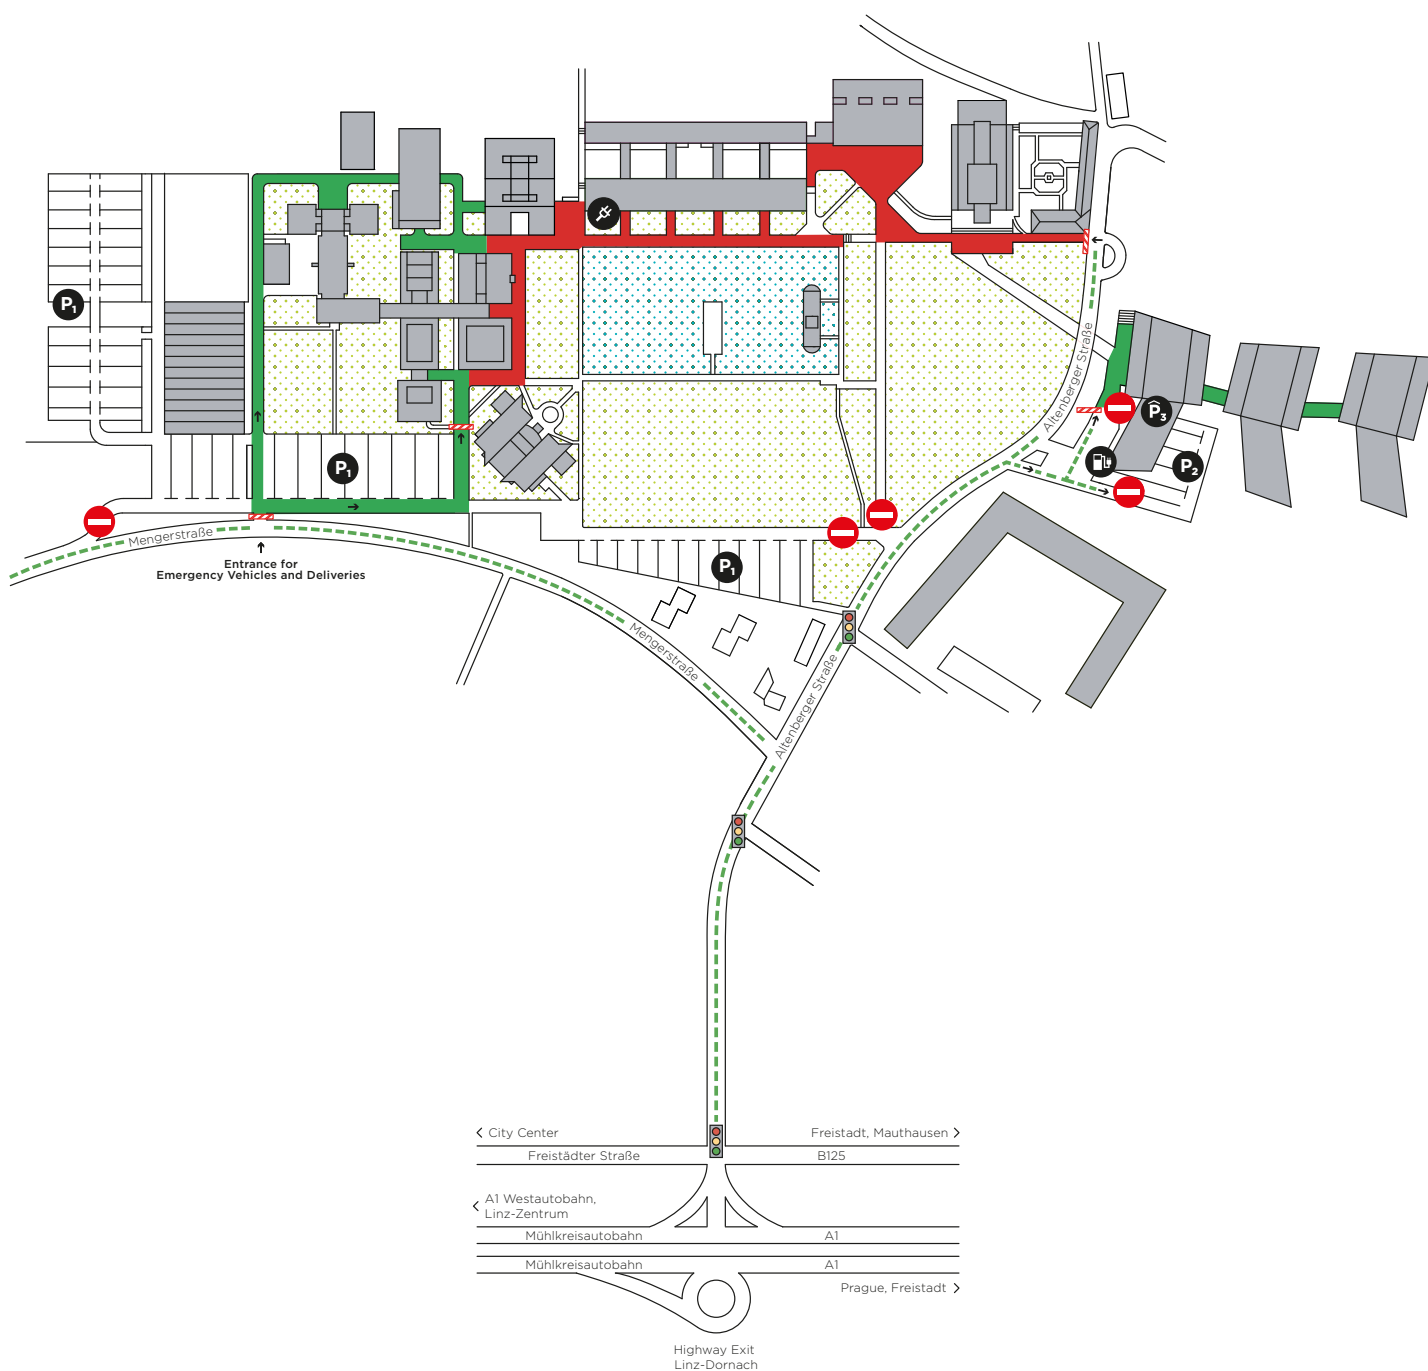 P1
P1
Mengerstraße
Entrance for
Emergency Vehicles and Deliveries
Altenberger Straße
P̂3
P2
P1
Mengerstraße
Altenberger Straße
City Center
Freistadt, Mauthausen
Freistädter Straße
B125
A1 Westautobahn,
Linz-Zentrum
Mühlkreisautobahn
A1
Mühlkreisautobahn
A1
Prague, Freistadt
Highway Exit
Linz-Dornach